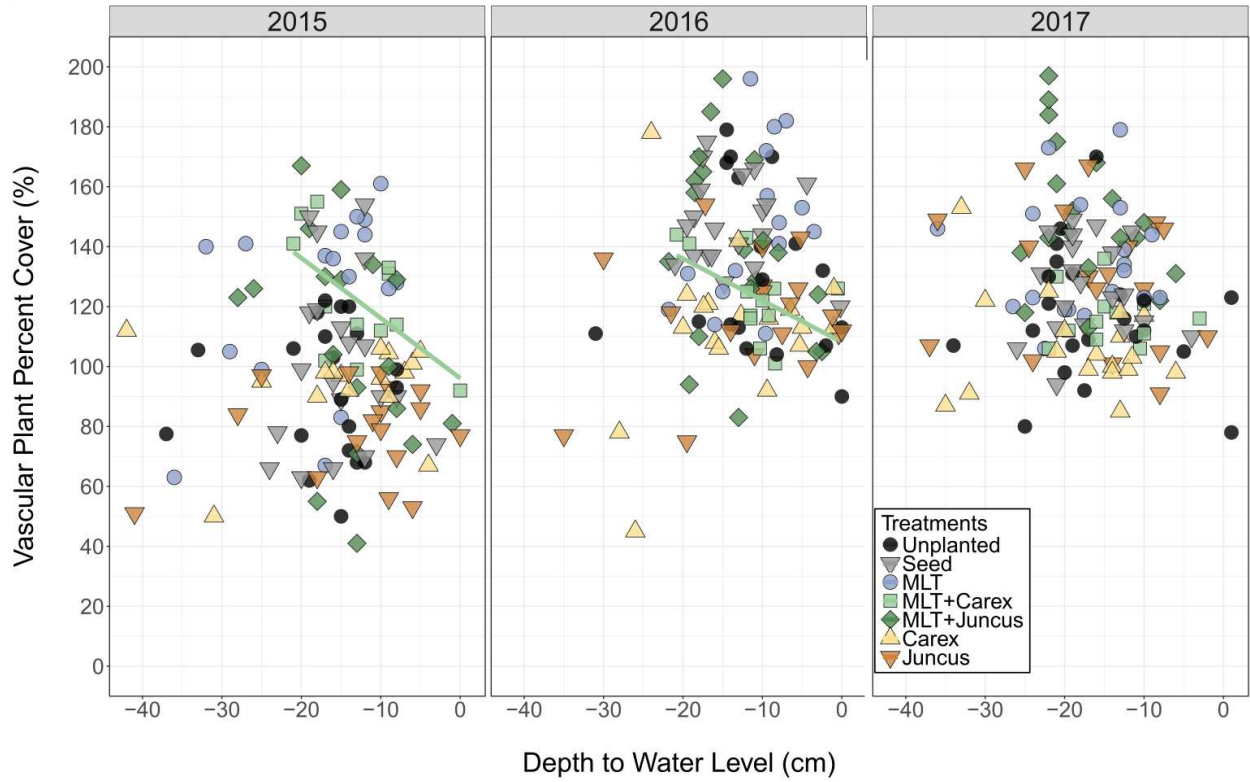 2015 2016 2017
Vascular Plant Percent Cover (%)
200
180
160
140
120
100
80
60
40
20
0
Treatments
Unplanted
Seed
MLT
MLT+Carex
MLT+Juncus
Carex
Juncus
−40 −30 −20 −10 0 −40 −30 −20 −10 0 −40 −30 −20 −10 0
Depth to Water Level (cm)